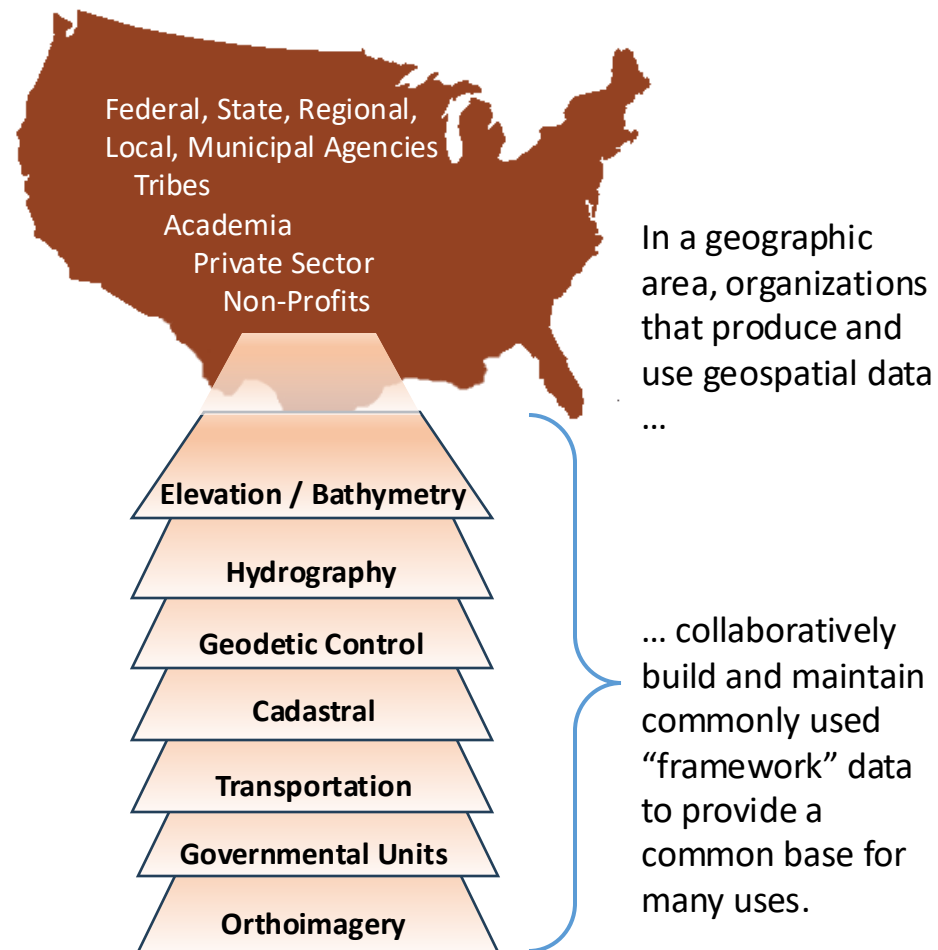 Federal, State, Regional,
Local, Municipal Agencies
Tribes
Academia
Private Sector
Non-Profits
In a geographic
area, organizations
that produce and
use geospatial data
...
Elevation / Bathymetry
Hydrography
Geodetic Control
Cadastral
Transportation
Governmental Units
Orthoimagery
... collaboratively
build and maintain
commonly used
“framework” data
to provide a
common base for
many uses.